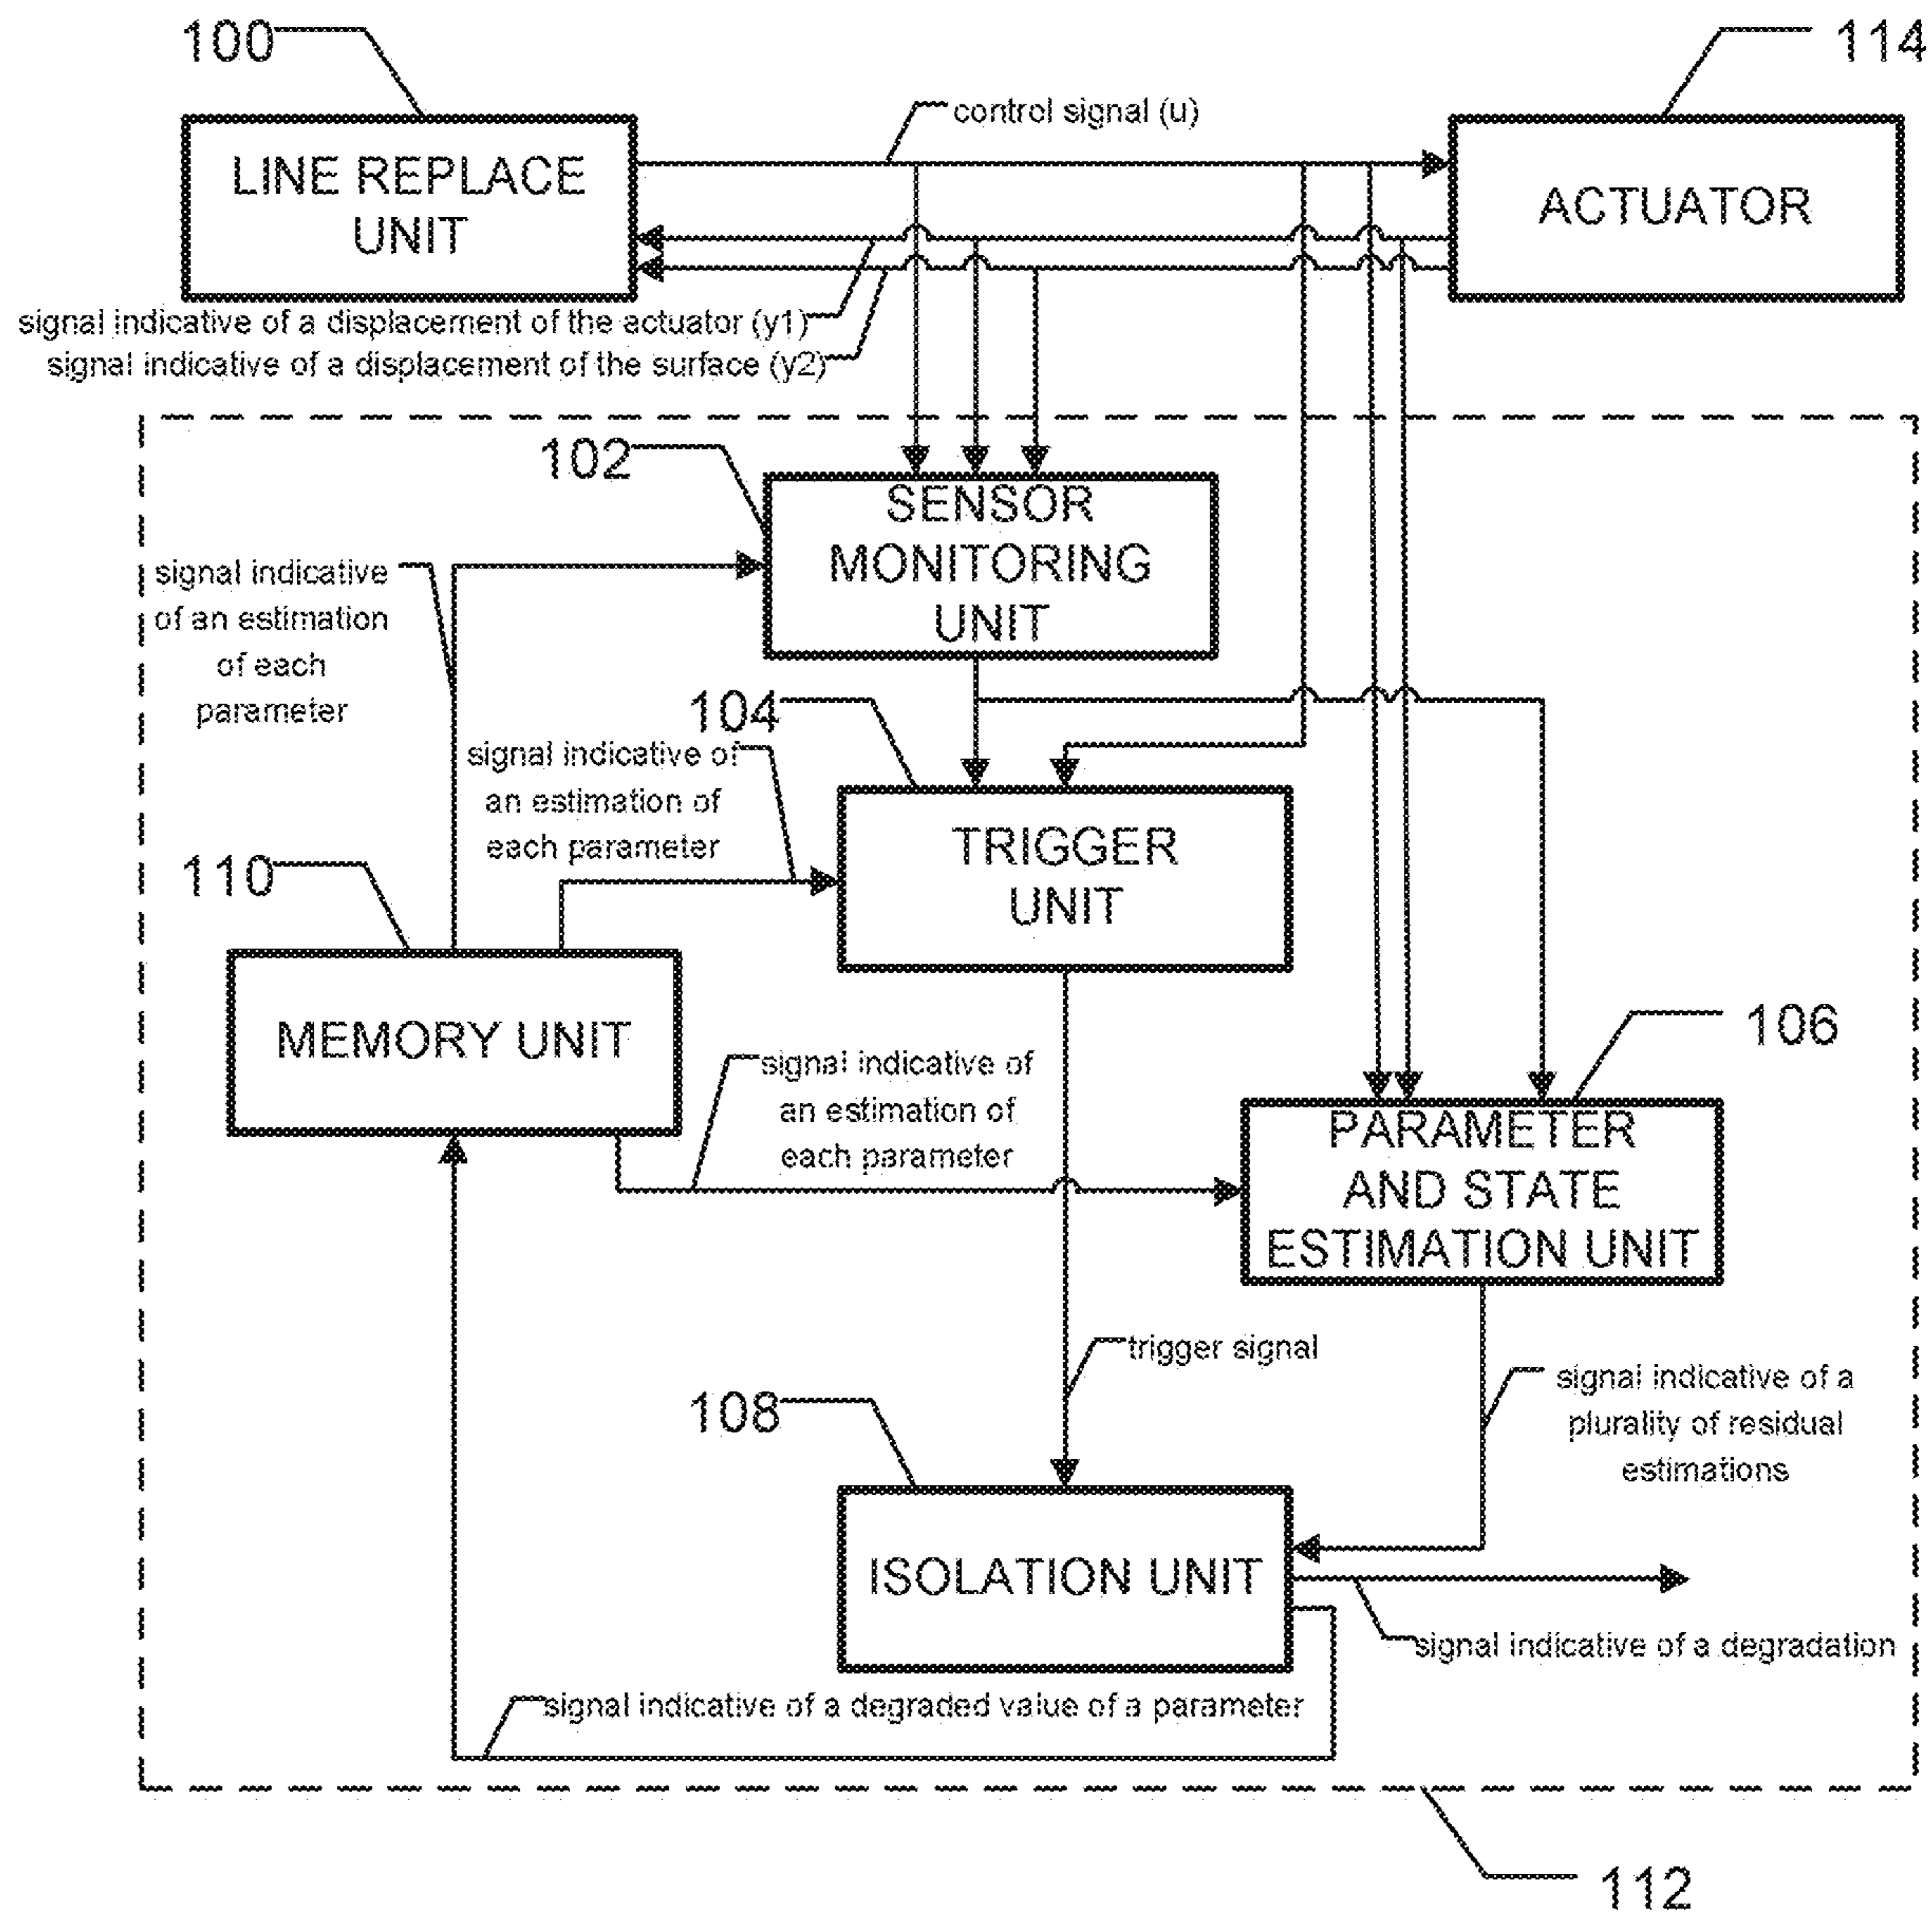 100
114
control signal (u)
LINE REPLACE
UNIT
ACTUATOR
signal indicative of a displacement of the actuator (y1)
signal indicative of a displacement of the surface (y2)
102
SENSOR
MONITORING
UNIT
signal indicative
of an estimation
of each
parameter
104
signal indicative of
an estimation of
each parameter
TRIGGER
UNIT
110
MEMORY UNIT
106
signal indicative of
an estimation of
each parameter
PARAMETER
AND STATE
ESTIMATION UNIT
trigger signal
signal indicative of a
plurality of residual
estimations
108
ISOLATION UNIT
signal indicative of a degradation
signal indicative of a degraded value of a parameter
112